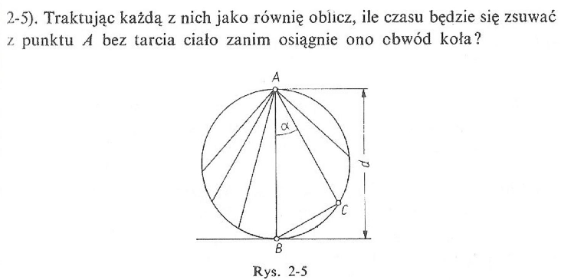 2-5). Traktując każdą z nich jako równię oblicz, ile czasu będzie się zsuwać
z punktu A bez tarcia ciało zanim osiągnie ono obwód koła?
A
α
d
C
B
Rys. 2-5